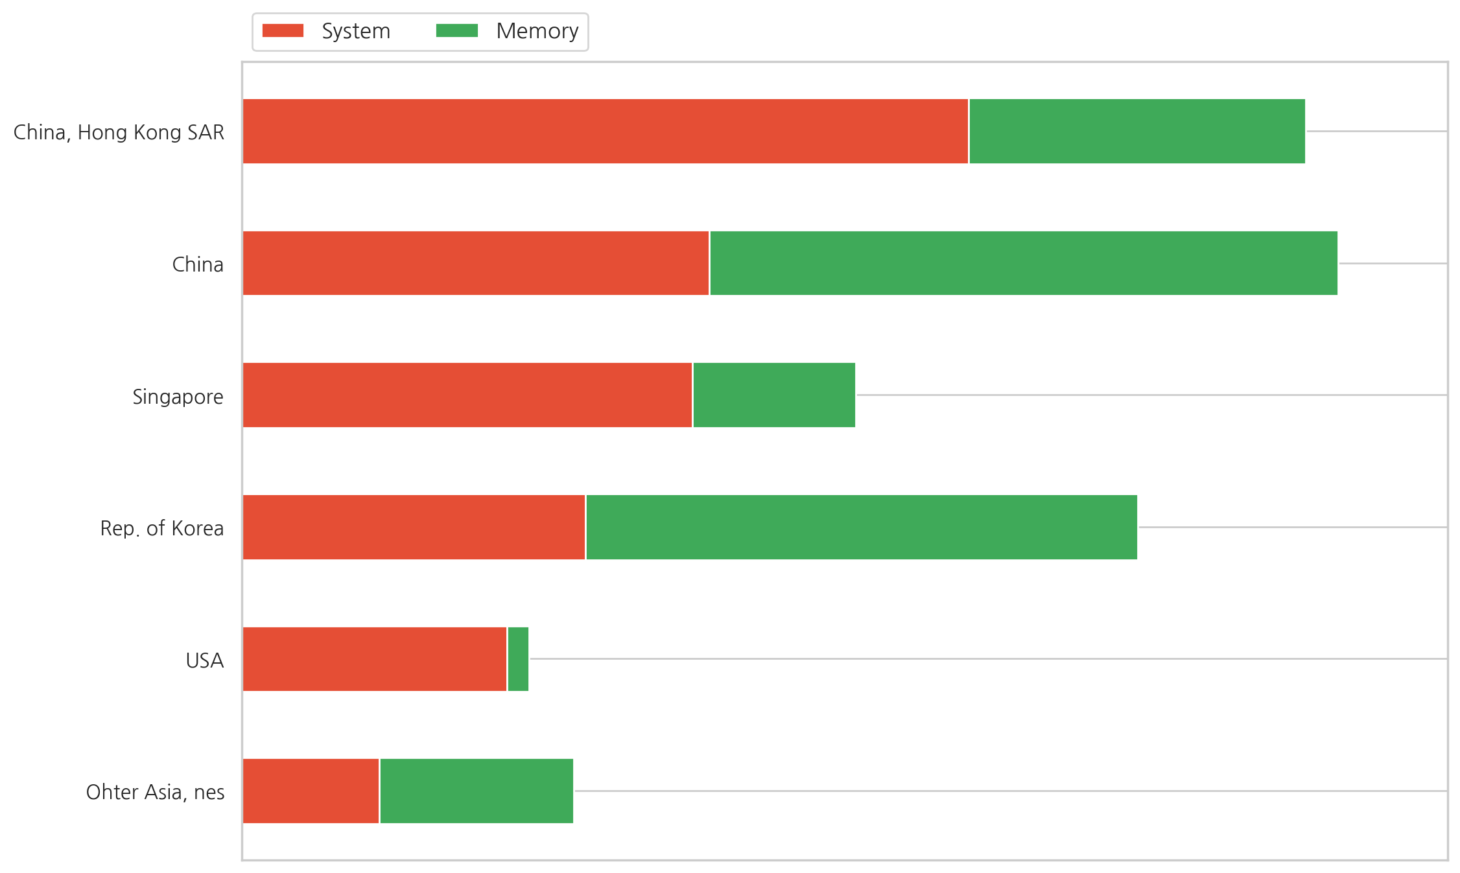 System
Memory
China, Hong Kong SAR
China
Singapore
Rep. of Korea
USA
Ohter Asia, nes